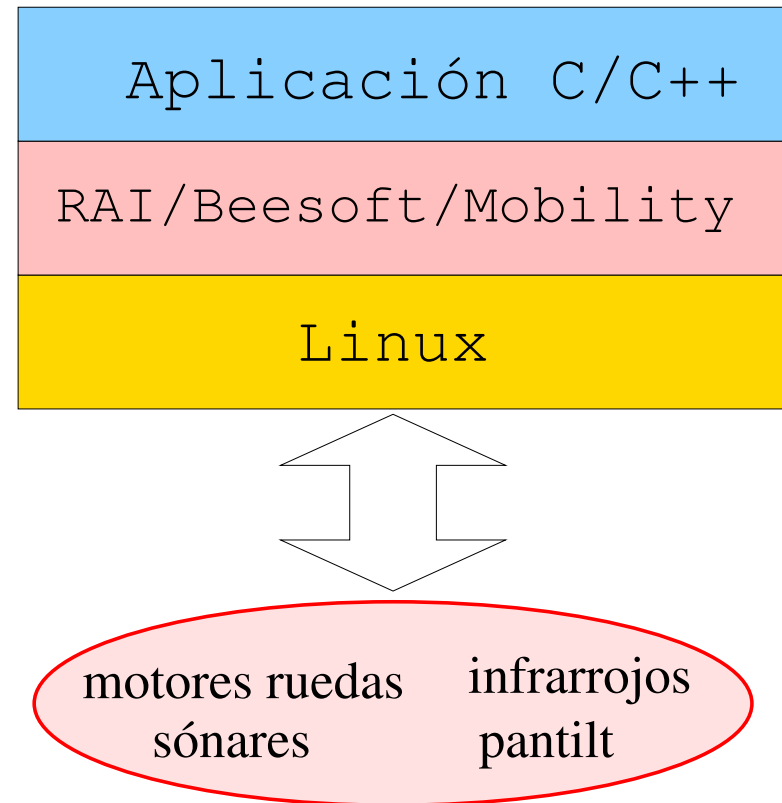 Aplicación C/C++
RAI/Beesoft/Mobility
Linux
motores ruedas infrarrojos
sónares pantilt